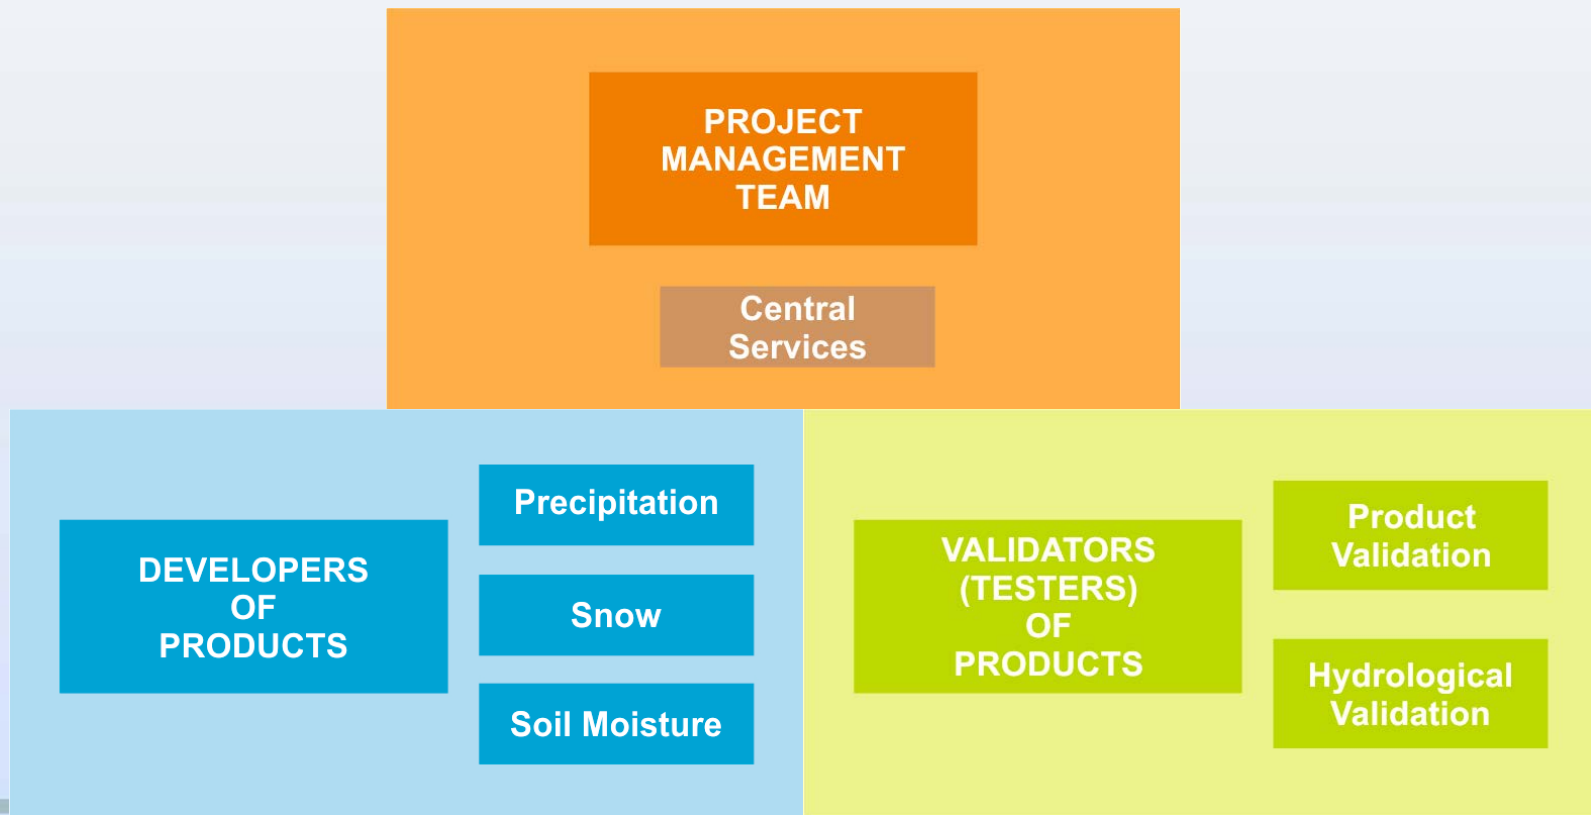 PROJECT
MANAGEMENT
TEAM
Central
Services
DEVELOPERS
OF
PRODUCTS
Precipitation
Snow
Soil Moisture
VALIDATORS
(TESTERS)
OF
PRODUCTS
Product
Validation
Hydrological
Validation